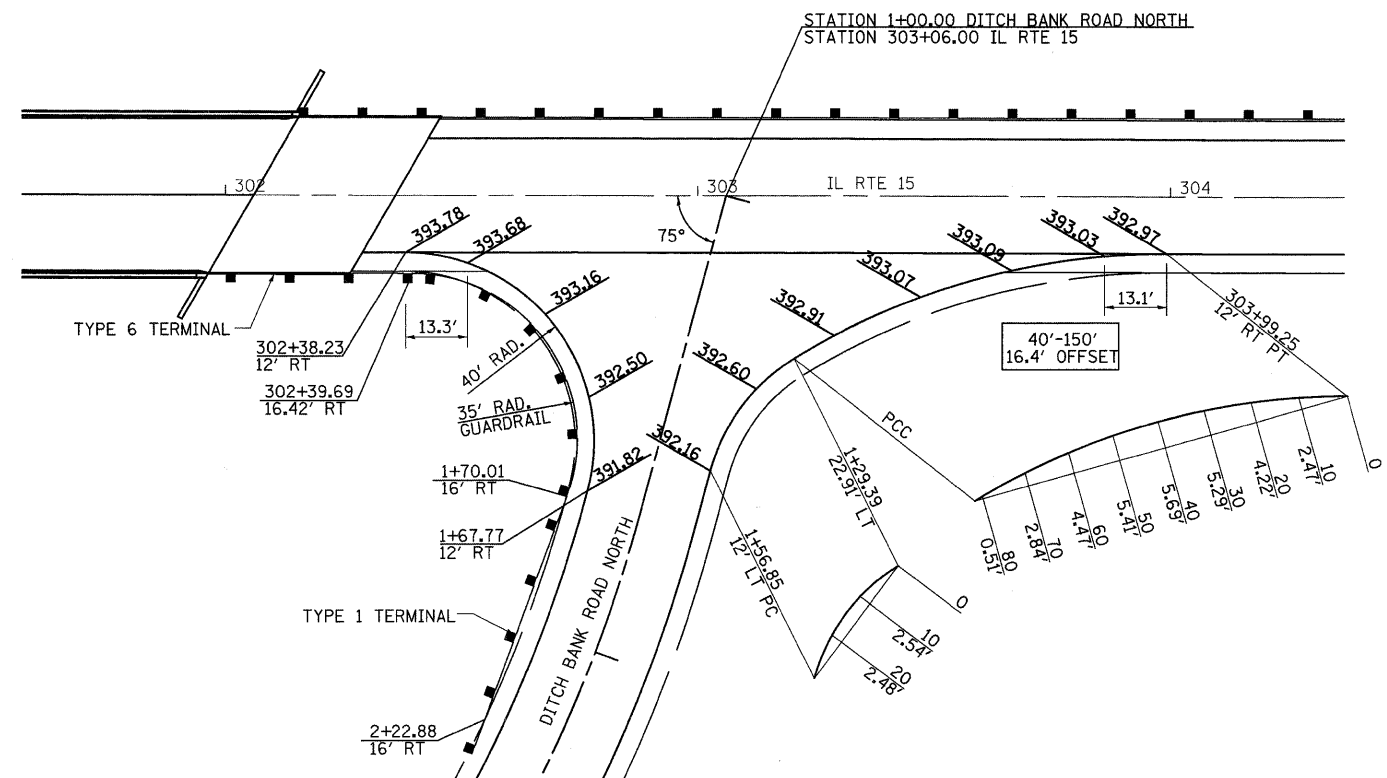 STATION 1+00.00 DITCH BANK ROAD NORTH
STATION 303+06.00 IL RTE 15
302
303
IL RTE 15
304
75°
393.78
393.68
393.16
392.50
391.82
392.16
392.60
392.91
393.07
393.09
393.03
392.97
TYPE 6 TERMINAL
13.3'
302+38.23
12' RT
302+39.69
16.42' RT
40' RAD.
35' RAD.
GUARDRAIL
13.1'
40'-150'
16.4' OFFSET
303+99.25
12' RT PT
PCC
1+29.39
22.91' LT
1+56.85
12' LT PC
1+70.01
16' RT
1+67.77
12' RT
TYPE 1 TERMINAL
DITCH BANK ROAD NORTH
2+22.88
16' RT
0
10
2.47'
20
4.22'
30
5.29'
40
5.69'
50
5.41'
60
4.47'
70
2.84'
80
0.51'
0
10
2.54'
20
2.48'